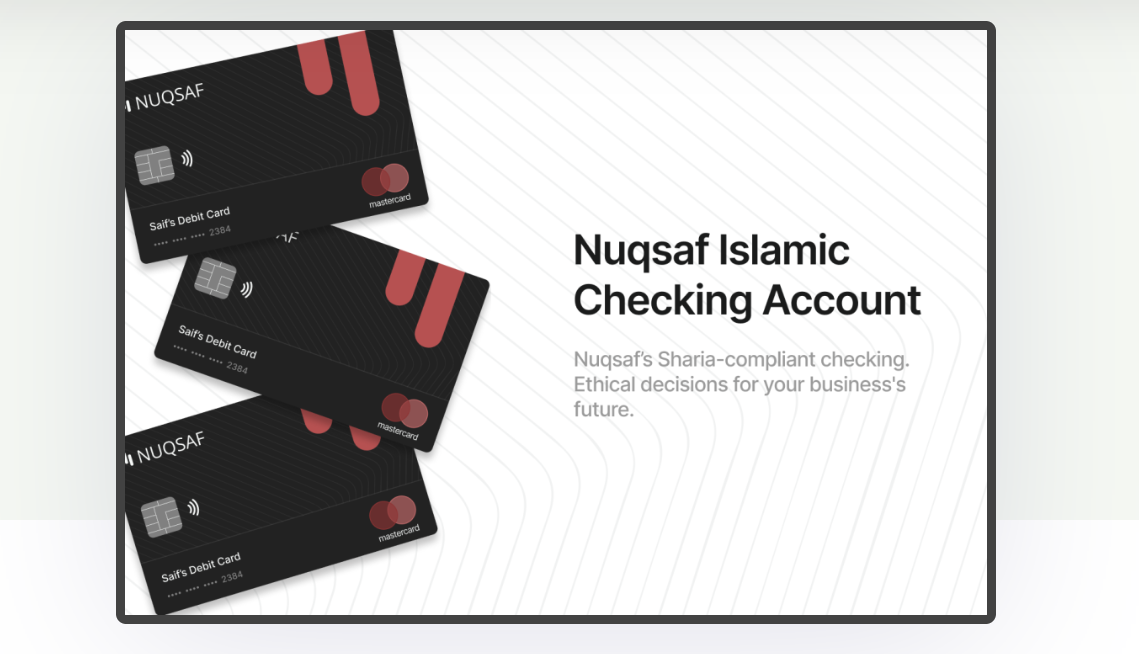 NUQSAF
Saif's Debit Card
•••• •••• •••• 2384
mastercard
Saif's Debit Card
•••• •••• •••• 2384
mastercard
NUQSAF
Saif's Debit Card
•••• •••• •••• 2384
mastercard
Nuqsaf Islamic
Checking Account
Nuqsaf’s Sharia-compliant checking.
Ethical decisions for your business's
future.